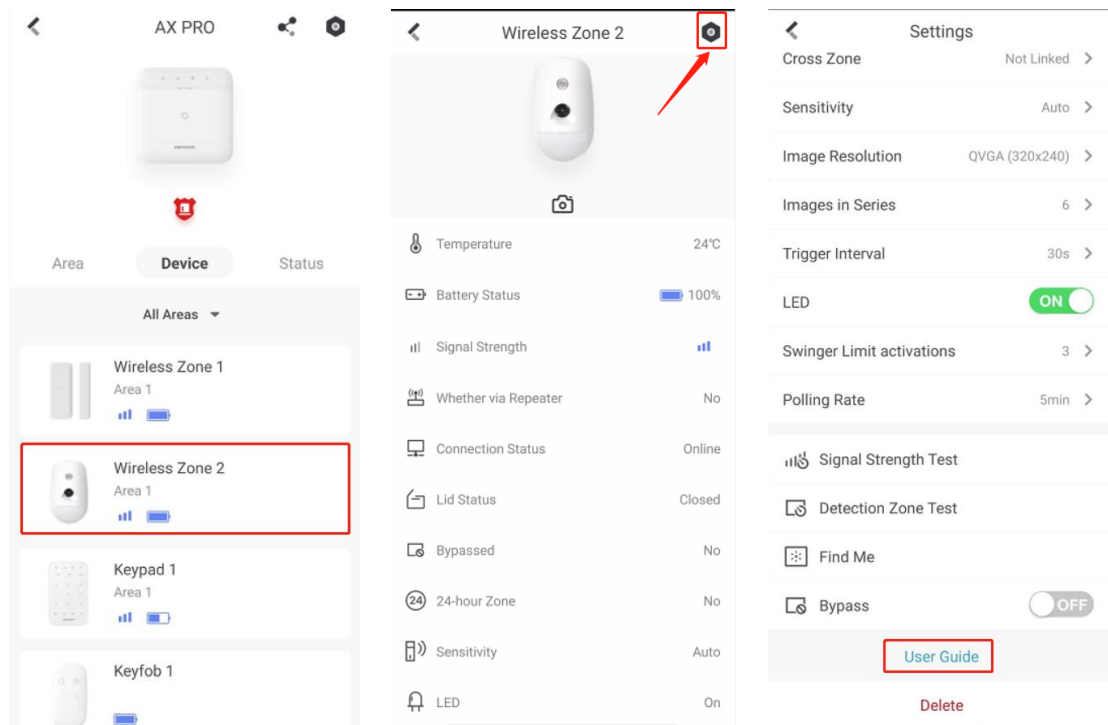 AX PRO
HIKVISION
Area Device Status
All Areas
Wireless Zone 1
Area 1
Wireless Zone 2
Area 1
Keypad 1
Area 1
Keyfob 1
Wireless Zone 2
Temperature 24℃
Battery Status 100%
Signal Strength
Whether via Repeater No
Connection Status Online
Lid Status Closed
Bypassed No
24 24-hour Zone No
Sensitivity Auto
LED On
Settings
Cross Zone Not Linked
Sensitivity Auto
Image Resolution QVGA (320x240)
Images in Series 6
Trigger Interval 30s
LED ON
Swinger Limit activations 3
Polling Rate 5min
Signal Strength Test
Detection Zone Test
Find Me
Bypass OFF
User Guide
Delete